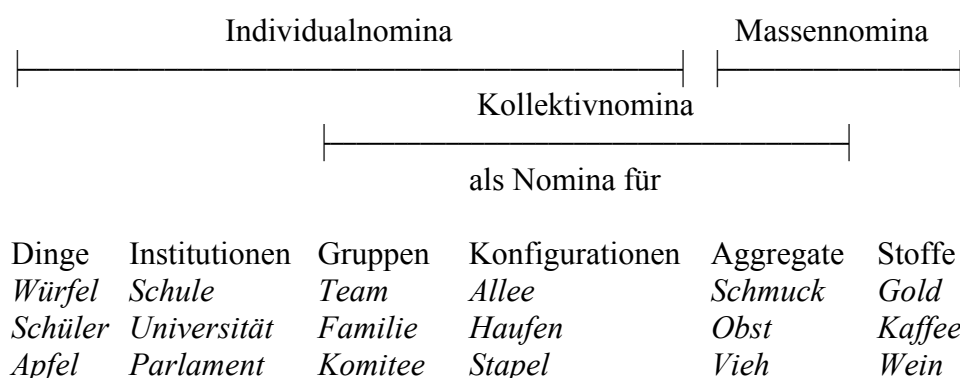 Individualnomina Massennomina
Kollektivnomina
als Nomina für
Dinge Institutionen Gruppen Konfigurationen Aggregate Stoffe
Würfel Schule Team Allee Schmuck Gold
Schüler Universität Familie Haufen Obst Kaffee
Apfel Parlament Komitee Stapel Vieh Wein